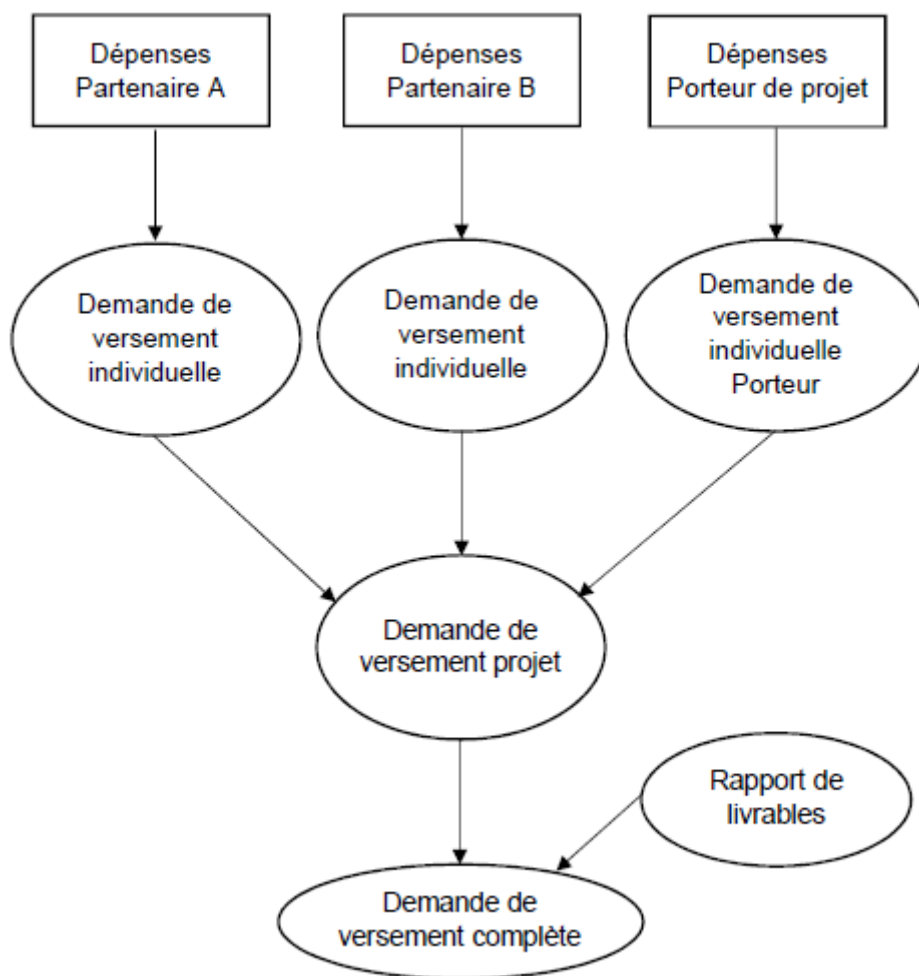 Dépenses
Partenaire A
Dépenses
Partenaire B
Dépenses
Porteur de projet
Demande de
versement
individuelle
Demande de
versement
individuelle
Demande de
versement
individuelle
Porteur
Demande de
versement projet
Rapport de
livrables
Demande de
versement complète